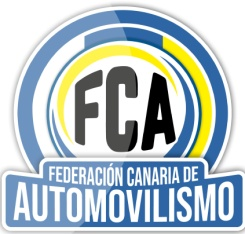 FCA
FEDERACIÓN CANARIA DE
AUTOMOVILISMO